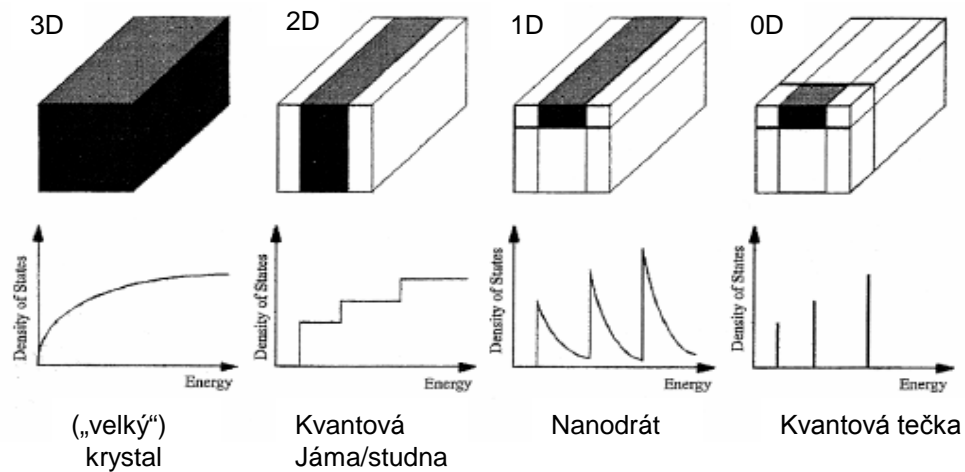 3D
2D
1D
0D
Density of States
Energy
Density of States
Energy
Density of States
Energy
Density of States
Energy
(„velký“)
krystal
Kvantová
Jáma/studna
Nanodrát
Kvantová tečka